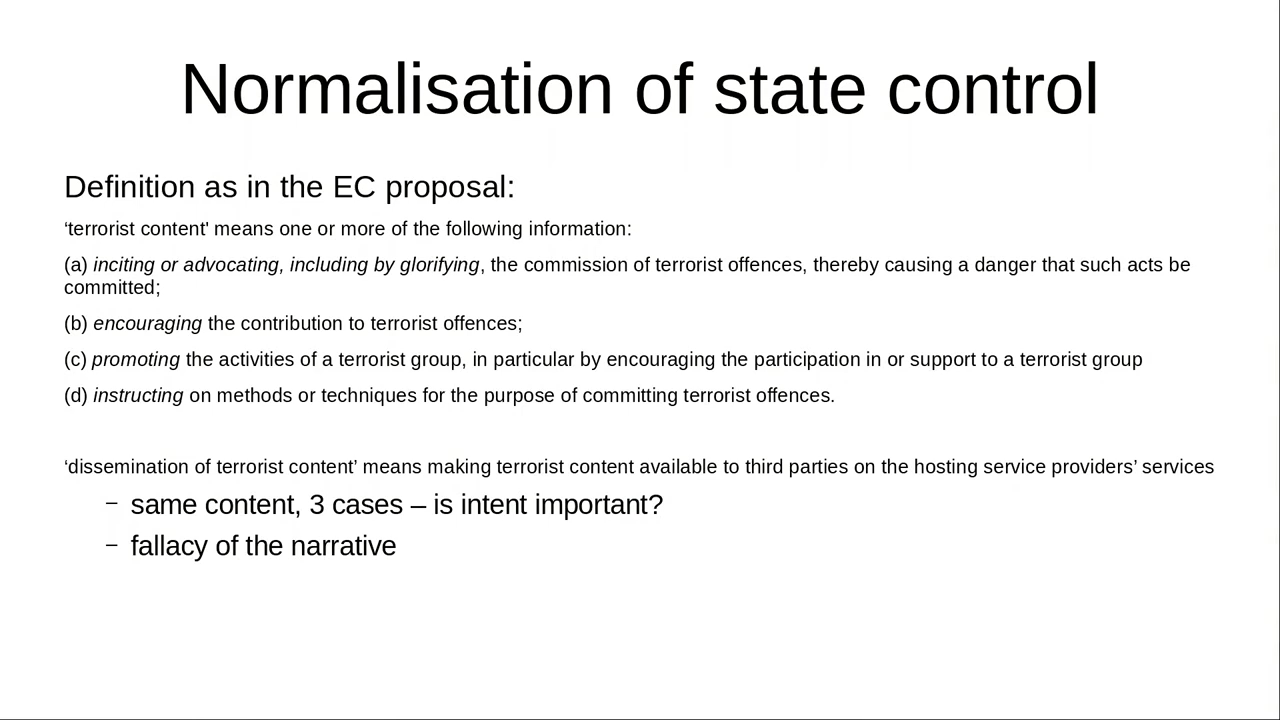 Normalisation of state control
Definition as in the EC proposal:
‘terrorist content' means one or more of the following information:
(a) inciting or advocating, including by glorifying, the commission of terrorist offences, thereby causing a danger that such acts be
committed;
(b) encouraging the contribution to terrorist offences;
(c) promoting the activities of a terrorist group, in particular by encouraging the participation in or support to a terrorist group
(d) instructing on methods or techniques for the purpose of committing terrorist offences.
‘dissemination of terrorist content’ means making terrorist content available to third parties on the hosting service providers’ services
– same content, 3 cases – is intent important?
– fallacy of the narrative